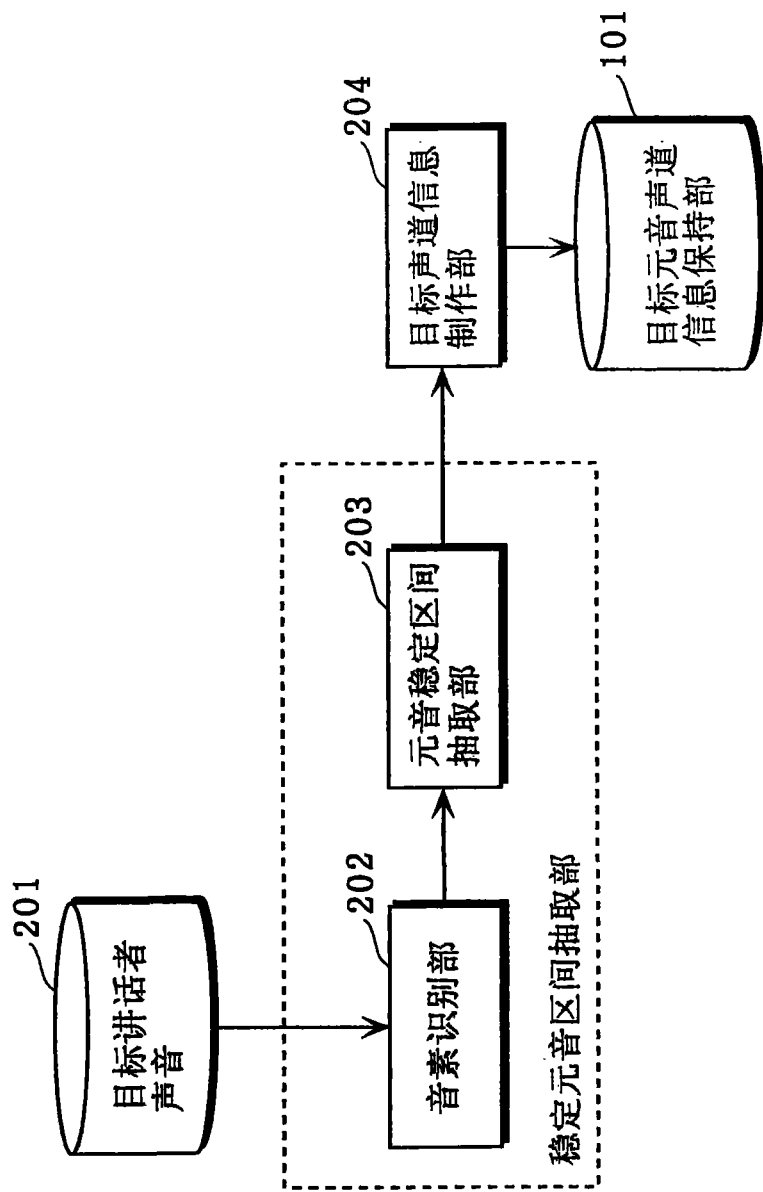 201
目标讲话者
声音
202
音素识别部
203
元音稳定区间
抽取部
稳定元音区间抽取部
204
目标声道信息
制作部
101
目标元音声道
信息保持部